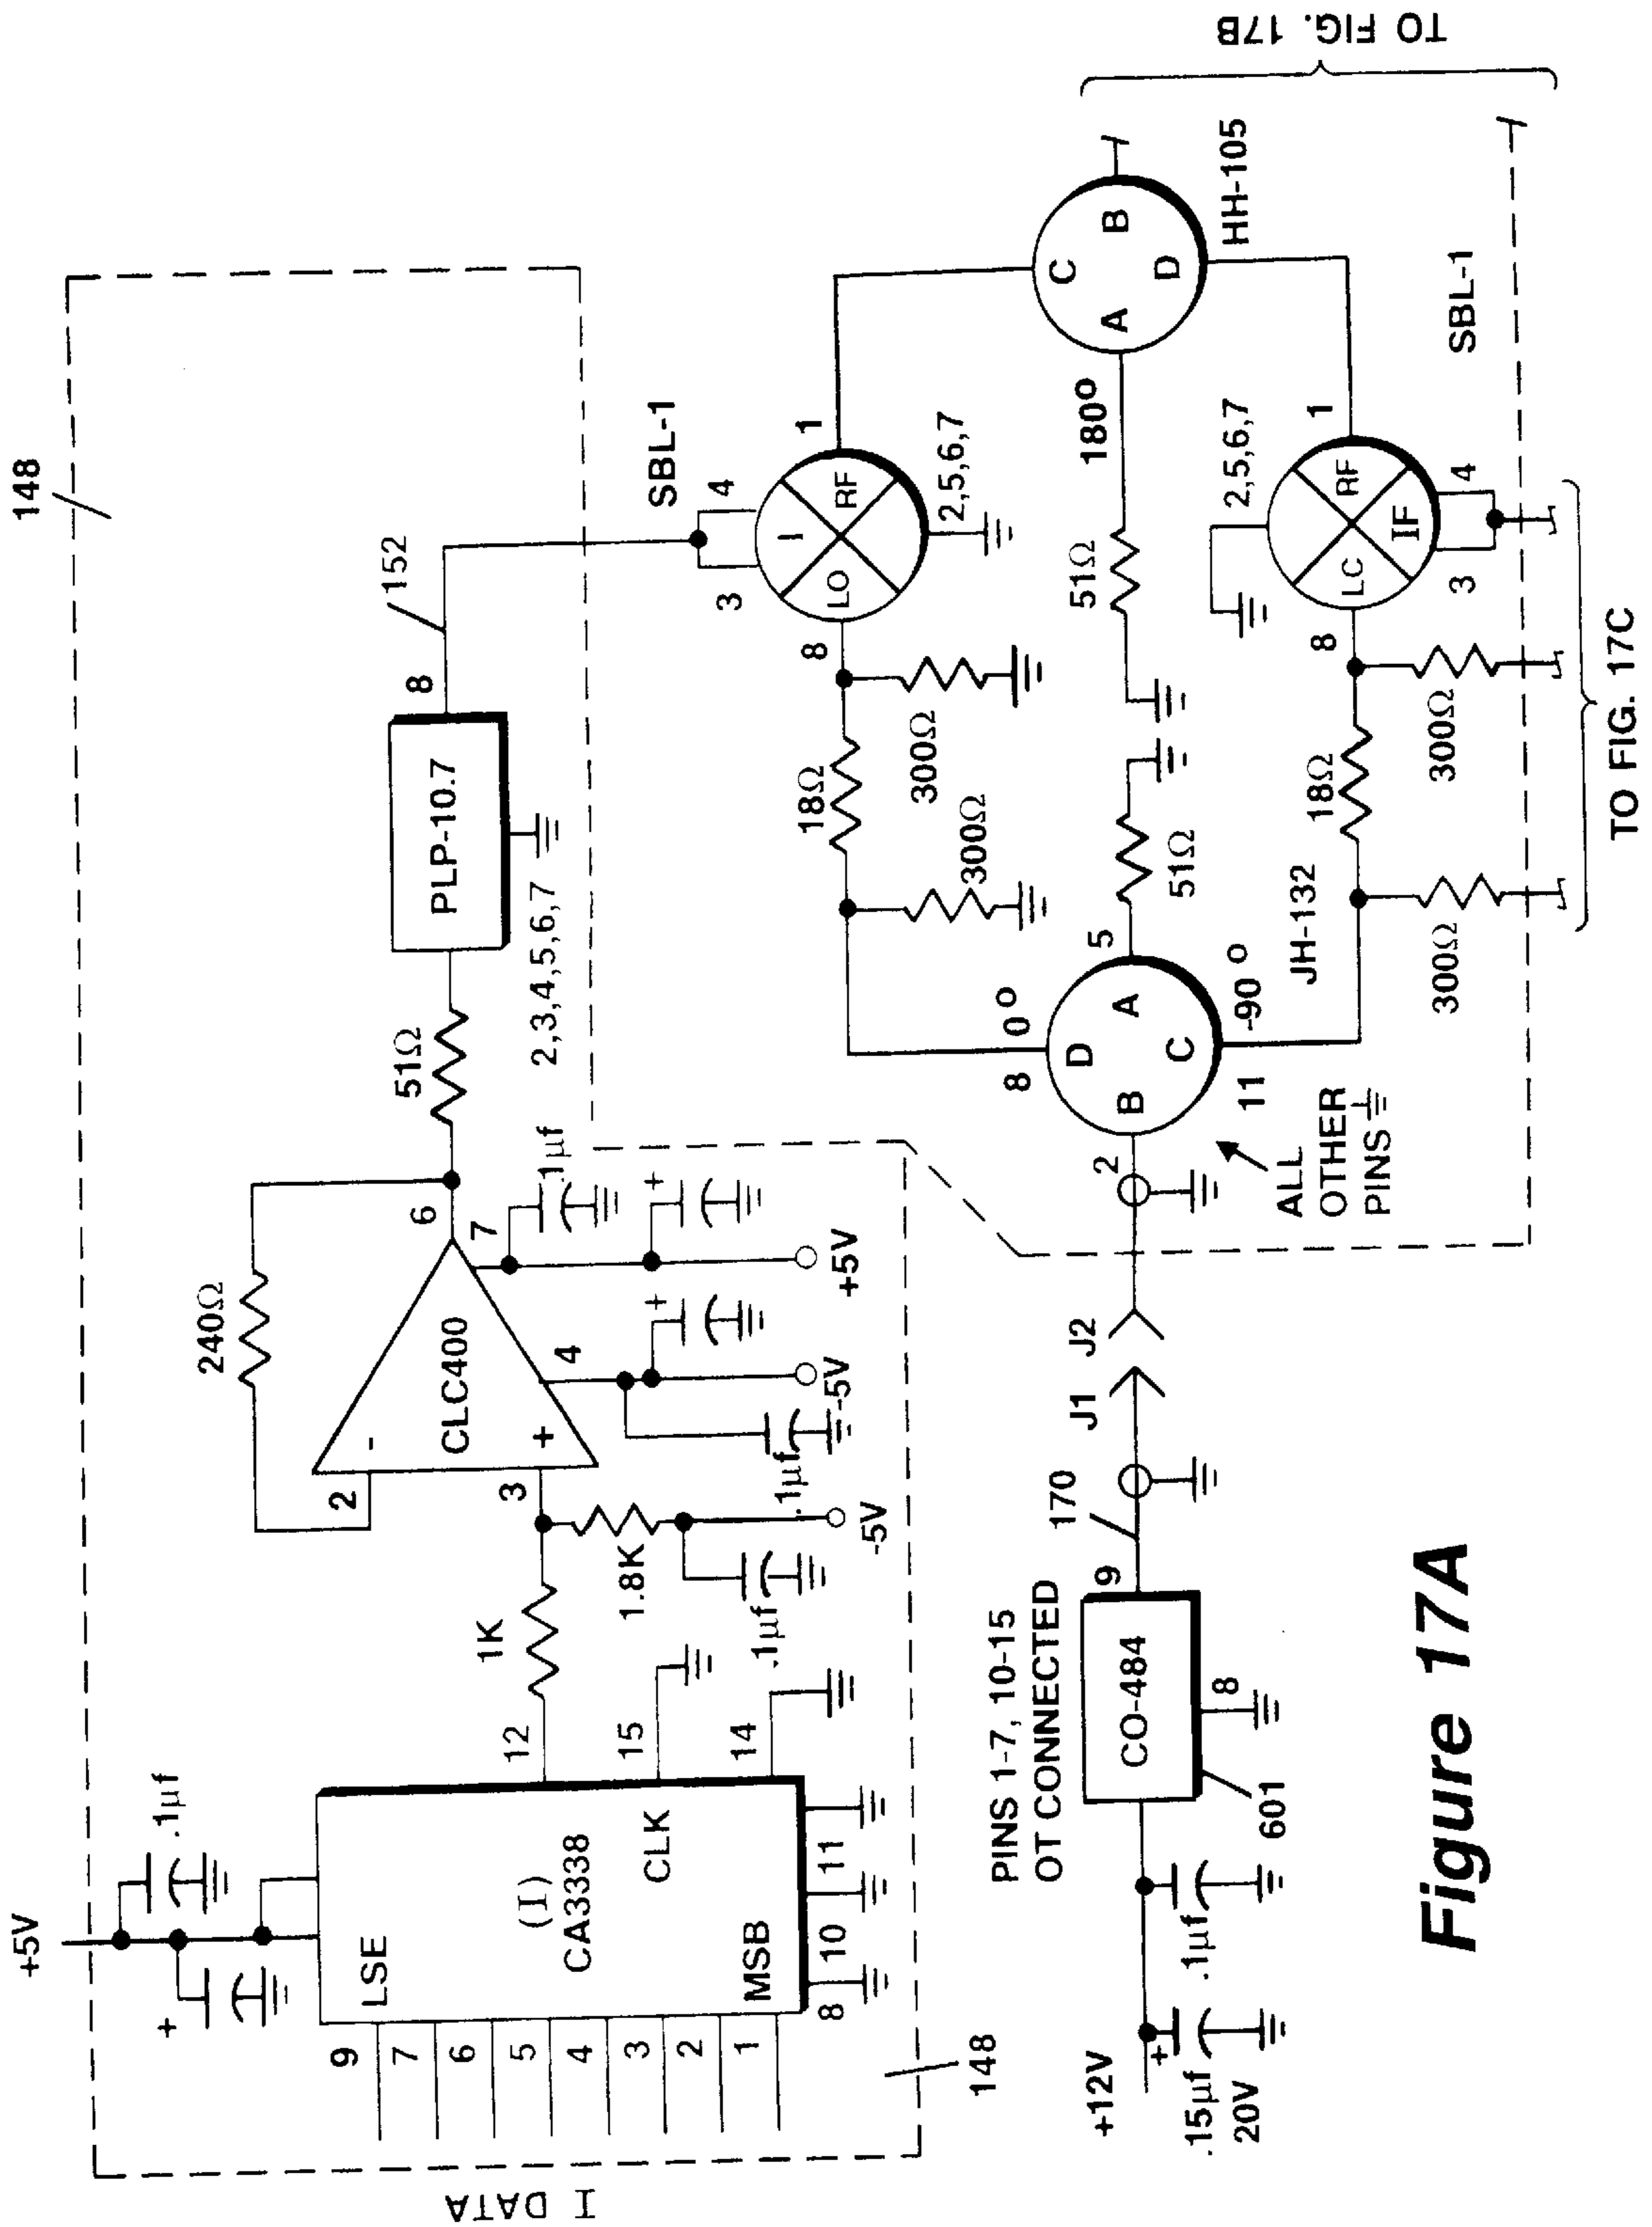 148
+5V
.1µf
+
I DATA
LSE
(I)
CA3338
CLK
MSB
9
7
6
5
4
3
2
1
8
10
11
12
15
14
148
1K
1.8K
.1µf
-5V
240Ω
2
3
-
+
CLC400
6
7
4
.1µf
+
+5V
+
-5V
.1µf
51Ω
PLP-10.7
8
2,3,4,5,6,7
152
SBL-1
3
4
I
LO
RF
1
8
2,5,6,7
18Ω
300Ω
300Ω
+12V
+
.15µf
20V
.1µf
PINS 1-7, 10-15
OT CONNECTED
CO-484
9
8
601
170
J1
J2
2
B
D
A
C
8
0°
5
11
-90°
JH-132
ALL
OTHER
PINS
51Ω
51Ω
180°
A
C
B
D
HH-105
18Ω
300Ω
300Ω
8
LC
RF
IF
1
2,5,6,7
3
4
SBL-1
TO FIG. 17B
TO FIG. 17C
Figure 17A